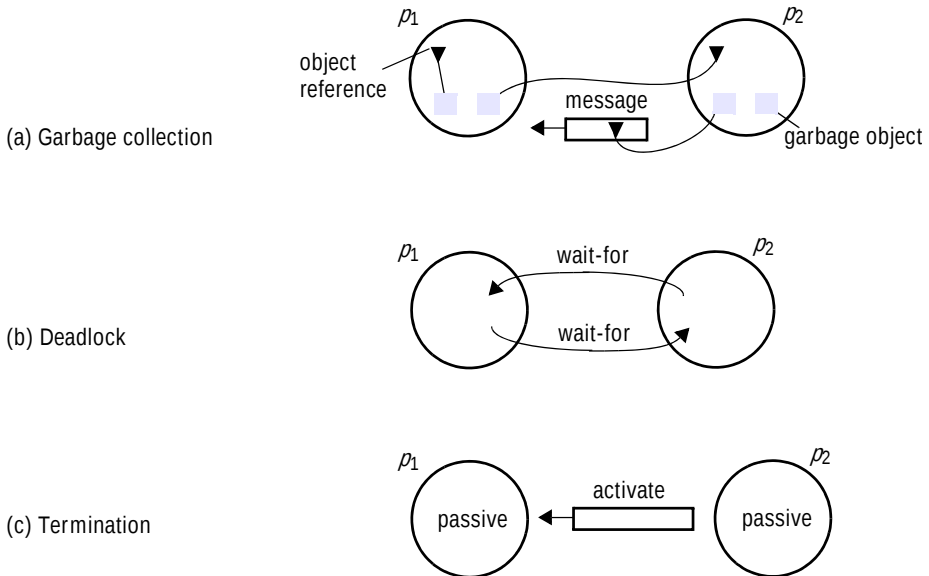 p1
p2
object
reference
message
(a) Garbage collection
garbage object
p1
p2
wait-for
wait-for
(b) Deadlock
p1
p2
activate
passive
passive
(c) Termination